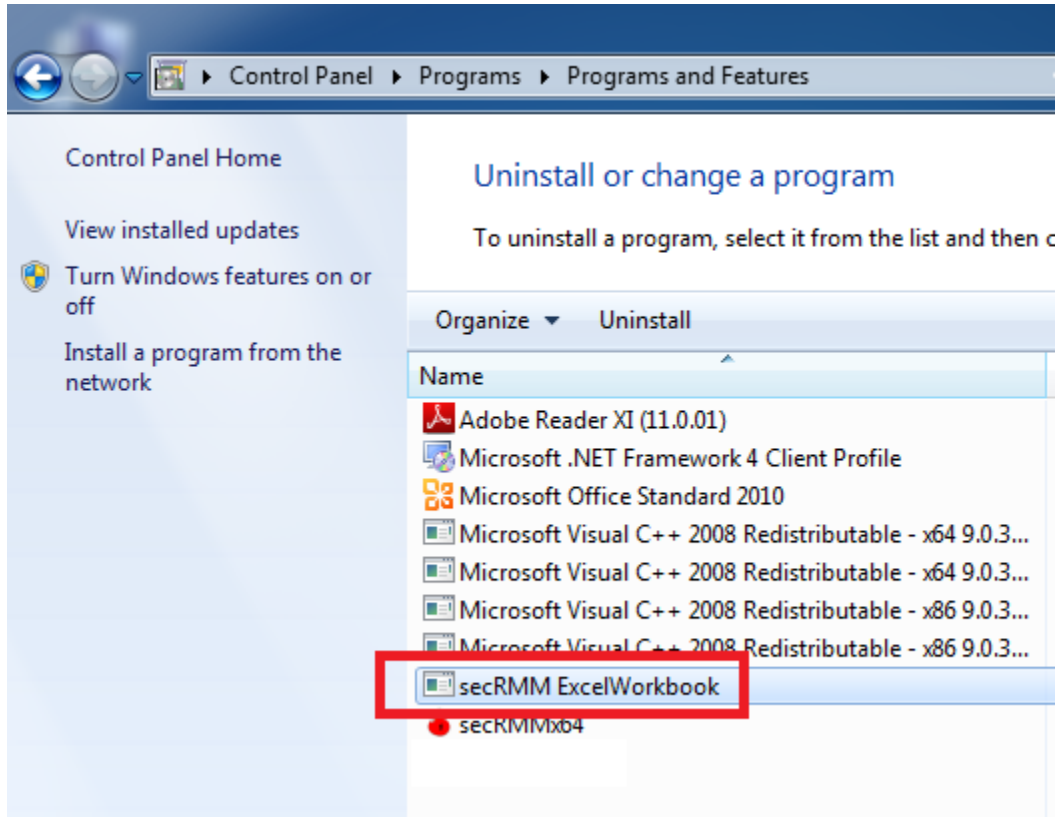 Control Panel ▸ Programs ▸ Programs and Features
Control Panel Home
View installed updates
Turn Windows features on or
off
Install a program from the
network
Uninstall or change a program
To uninstall a program, select it from the list and then
Organize
Uninstall
Name
Adobe Reader XI (11.0.01)
Microsoft .NET Framework 4 Client Profile
Microsoft Office Standard 2010
Microsoft Visual C++ 2008 Redistributable - x64 9.0.3...
Microsoft Visual C++ 2008 Redistributable - x64 9.0.3...
Microsoft Visual C++ 2008 Redistributable - x86 9.0.3...
Microsoft Visual C++ 2008 Redistributable - x86 9.0.3...
secRMM ExcelWorkbook
secRMMx64